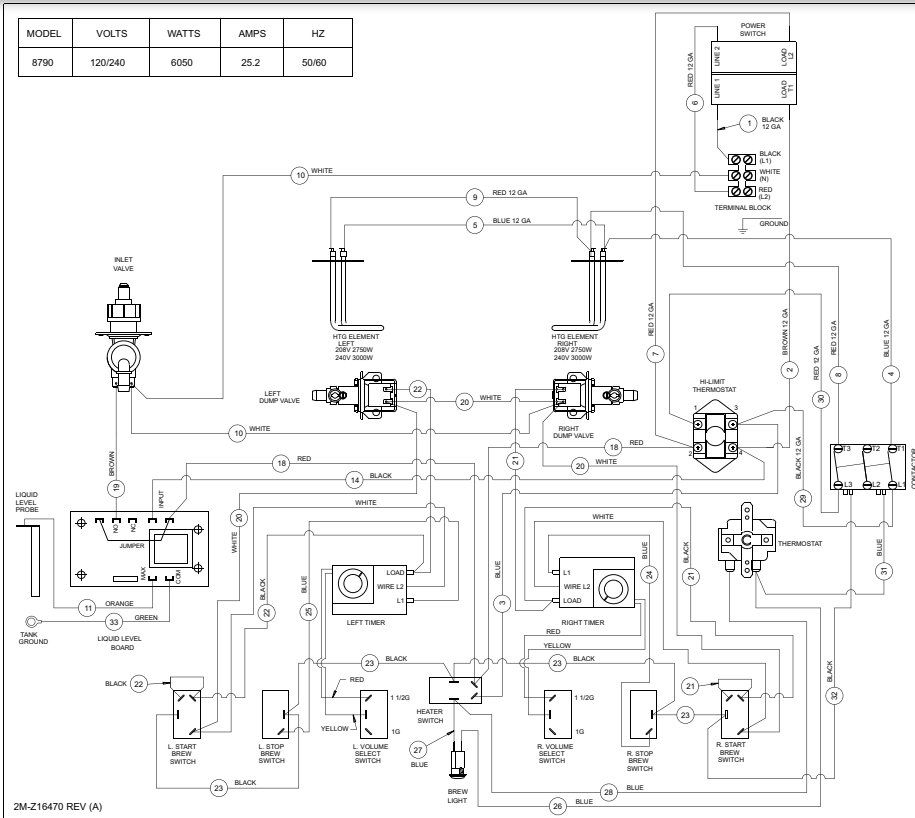 MODEL VOLTS WATTS AMPS HZ
8790 120/240 6050 25.2 50/60
POWER
SWITCH
LINE 2
LOAD
L2
LINE 1
LOAD
T1
RED 12 GA
6
1
BLACK
12 GA
BLACK
(L1)
WHITE
(N)
RED
(L2)
TERMINAL BLOCK
GROUND
10 WHITE
9 RED 12 GA
5 BLUE 12 GA
INLET
VALVE
HTG ELEMENT
LEFT
208V 2750W
240V 3000W
HTG ELEMENT
RIGHT
208V 2750W
240V 3000W
RED 12 GA
7
BROWN 12 GA
2
RED 12 GA
30
RED 12 GA
8
BLUE 12 GA
4
LEFT
DUMP VALVE
22
20 WHITE
RIGHT
DUMP VALVE
HI-LIMIT
THERMOSTAT
1
3
2
4
10 WHITE
18 RED
14 BLACK
18 RED
20 WHITE
21
BROWN
19
BLACK 12 GA
29
T3 T2 T1
L3 L2 L1
CONTACTOR
LIQUID
LEVEL
PROBE
NO
NC
INPUT
JUMPER
MAX
COM
20
WHITE
WHITE
WHITE
THERMOSTAT
BLUE
31
11 ORANGE
33 GREEN
TANK
GROUND
LIQUID LEVEL
BOARD
BLACK
22
BLUE
25
LOAD
WIRE L2
L1
LEFT TIMER
BLUE
3
L1
WIRE L2
LOAD
RIGHT TIMER
BLUE
24
BLACK
21
RED
YELLOW
23 BLACK
23 BLACK
BLACK 22
RED
YELLOW
1 1/2G
1G
HEATER
SWITCH
1 1/2G
1G
21
23
BLACK
32
L. START
BREW
SWITCH
L. STOP
BREW
SWITCH
L. VOLUME
SELECT
SWITCH
27
BLUE
R. VOLUME
SELECT
SWITCH
R. STOP
BREW
SWITCH
R. START
BREW
SWITCH
23 BLACK
BREW
LIGHT
28 BLUE
26 BLUE
2M-Z16470 REV (A)